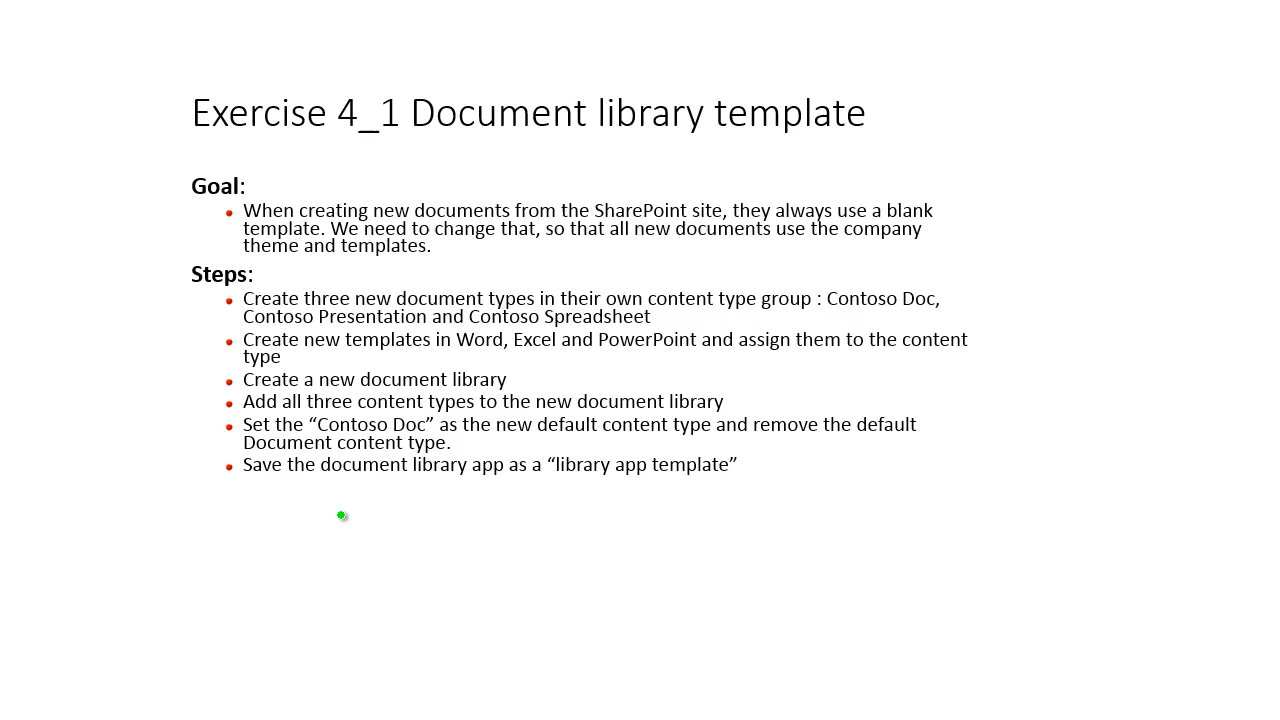 Exercise 4_1 Document library template
Goal:
When creating new documents from the SharePoint site, they always use a blank
template. We need to change that, so that all new documents use the company
theme and templates.
Steps:
Create three new document types in their own content type group : Contoso Doc,
Contoso Presentation and Contoso Spreadsheet
Create new templates in Word, Excel and PowerPoint and assign them to the content
type
Create a new document library
Add all three content types to the new document library
Set the “Contoso Doc” as the new default content type and remove the default
Document content type.
Save the document library app as a “library app template”